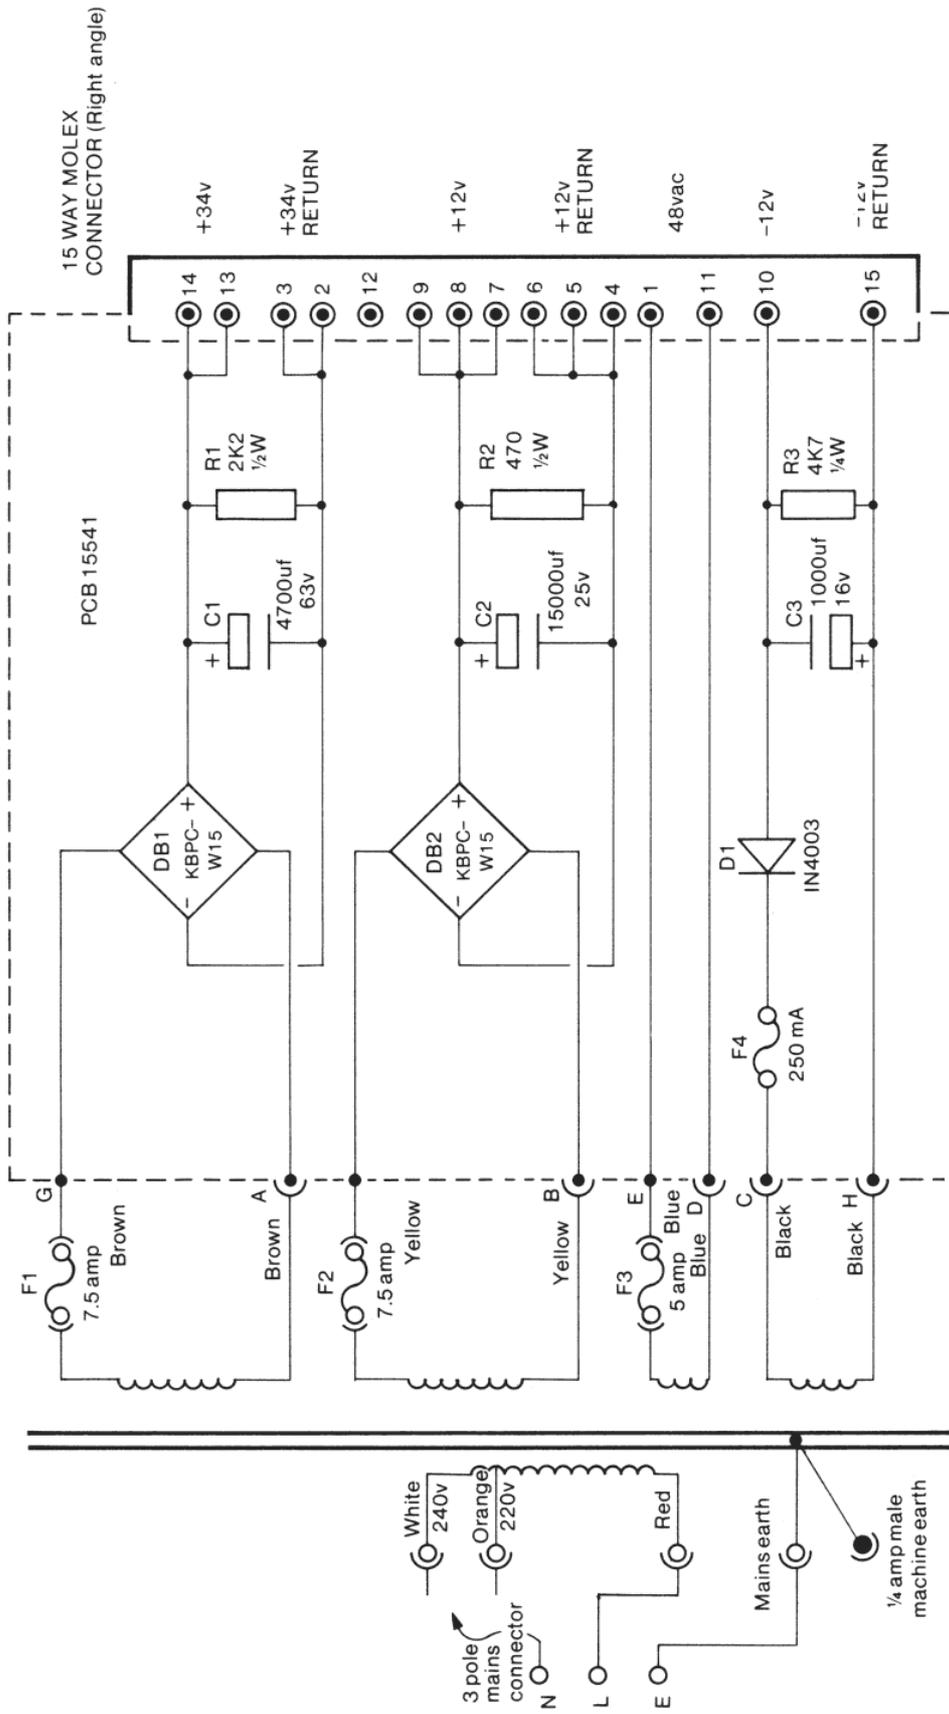 15 WAY MOLEX
CONNECTOR (Right angle)
PCB 15541
G
F1
7.5 amp
Brown
A
Brown
DB1
KBPC–
W15
–
+
+
C1
4700uf
63v
R1
2K2
½W
14
13
+34v
3
2
+34v
RETURN
12
F2
7.5 amp
Yellow
B
Yellow
DB2
KBPC–
W15
–
+
+
C2
15000uf
25v
R2
470
½W
9
8
7
+12v
6
5
4
+12v
RETURN
E
F3
5 amp
Blue
Blue
D
1
11
48vac
C
Black
F4
250 mA
D1
IN4003
C3
1000uf
16v
+
R3
4K7
¼W
10
–12v
H
Black
15
–12v
RETURN
White
240v
Orange
220v
Red
3 pole
mains
connector
N
L
E
Mains earth
¼ amp male
machine earth